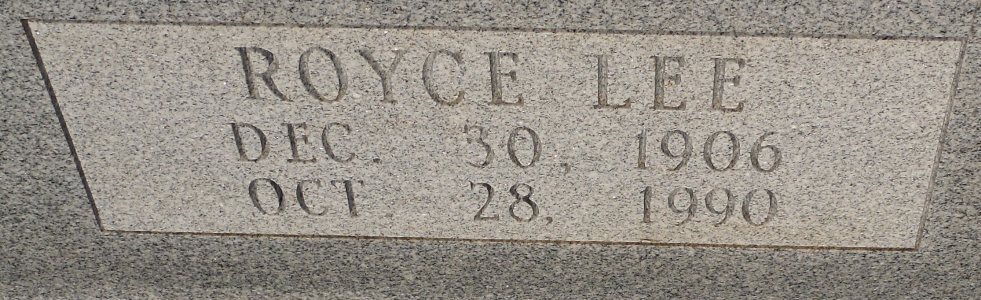 ROYCE LEE
DEC. 30, 1906
OCT. 28, 1990